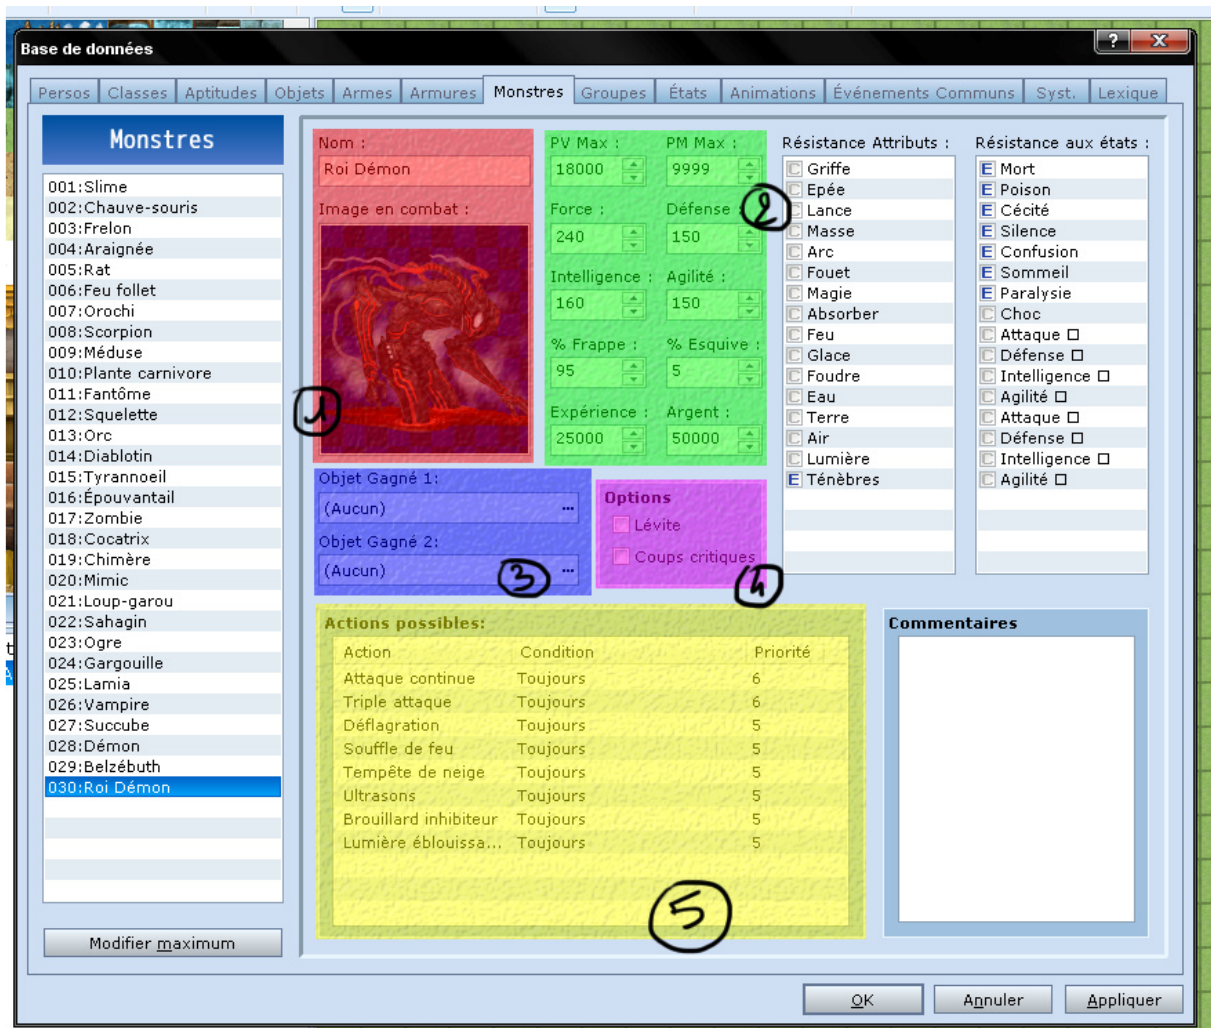 Base de données
? X
Persos Classes Aptitudes Objets Armes Armures Monstres Groupes États Animations Événements Communs Syst. Lexique
Monstres
001:Slime
002:Chauve-souris
003:Frelon
004:Araignée
005:Rat
006:Feu follet
007:Orochi
008:Scorpion
009:Méduse
010:Plante carnivore
011:Fantôme
012:Squelette
013:Orc
014:Diablotin
015:Tyrannoeil
016:Épouvantail
017:Zombie
018:Cocatrix
019:Chimère
020:Mimic
021:Loup-garou
022:Sahagin
023:Ogre
024:Gargouille
025:Lamia
026:Vampire
027:Succube
028:Démon
029:Belzébuth
030:Roi Démon
Modifier maximum
Nom :
Roi Démon
Image en combat :
1
PV Max : PM Max :
18000 9999
Force : Défense :
2
240 150
Intelligence : Agilité :
160 150
% Frappe : % Esquive :
95 5
Expérience : Argent :
25000 50000
Objet Gagné 1:
(Aucun) ...
Objet Gagné 2:
(Aucun) ...
3
Options
Lévite
Coups critiques
4
Résistance Attributs :
C Griffe
C Epée
C Lance
C Masse
C Arc
C Fouet
C Magie
C Absorber
C Feu
C Glace
C Foudre
C Eau
C Terre
C Air
C Lumière
E Ténèbres
Résistance aux états :
E Mort
E Poison
E Cécité
E Silence
E Confusion
E Sommeil
E Paralysie
C Choc
C Attaque □
C Défense □
C Intelligence □
C Agilité □
C Attaque □
C Défense □
C Intelligence □
C Agilité □
Actions possibles:
Action Condition Priorité
Attaque continue Toujours 6
Triple attaque Toujours 6
Déflagration Toujours 5
Souffle de feu Toujours 5
Tempête de neige Toujours 5
Ultrasons Toujours 5
Brouillard inhibiteur Toujours 5
Lumière éblouissa... Toujours 5
5
Commentaires
OK Annuler Appliquer